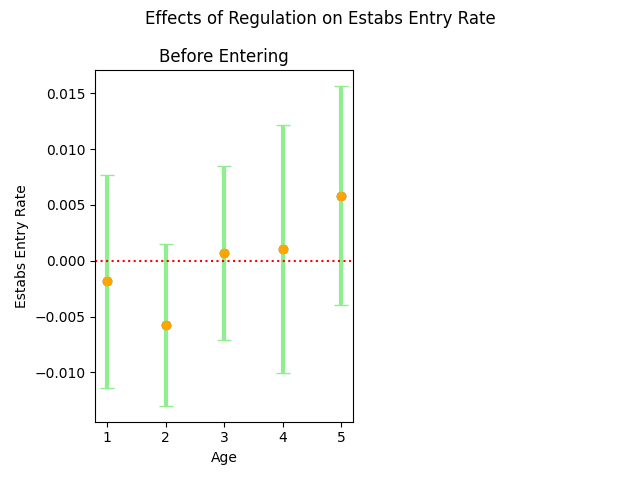 Effects of Regulation on Estabs Entry Rate
Before Entering
Estabs Entry Rate
0.015
0.010
0.005
0.000
−0.005
−0.010
1 2 3 4 5
Age